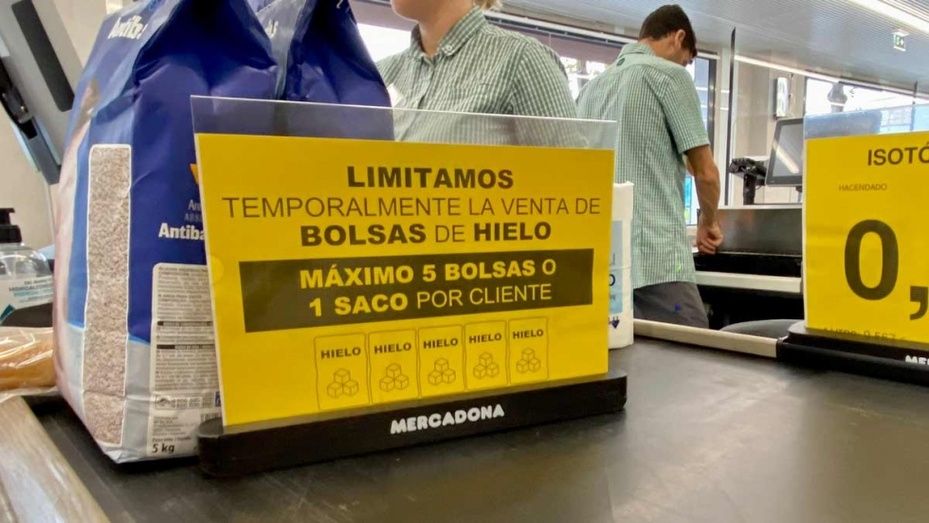 LIMITAMOS
TEMPORALMENTE LA VENTA DE
BOLSAS DE HIELO
MÁXIMO 5 BOLSAS O
1 SACO POR CLIENTE
HIELO HIELO HIELO HIELO HIELO
MERCADONA
5 kg
ISOTÓ
HACENDADO
0,